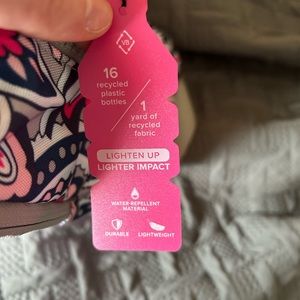 VB
16
recycled
plastic
bottles
1
yard of
recycled
fabric
LIGHTEN UP
LIGHTER IMPACT
WATER-REPELLENT
MATERIAL
DURABLE
LIGHTWEIGHT